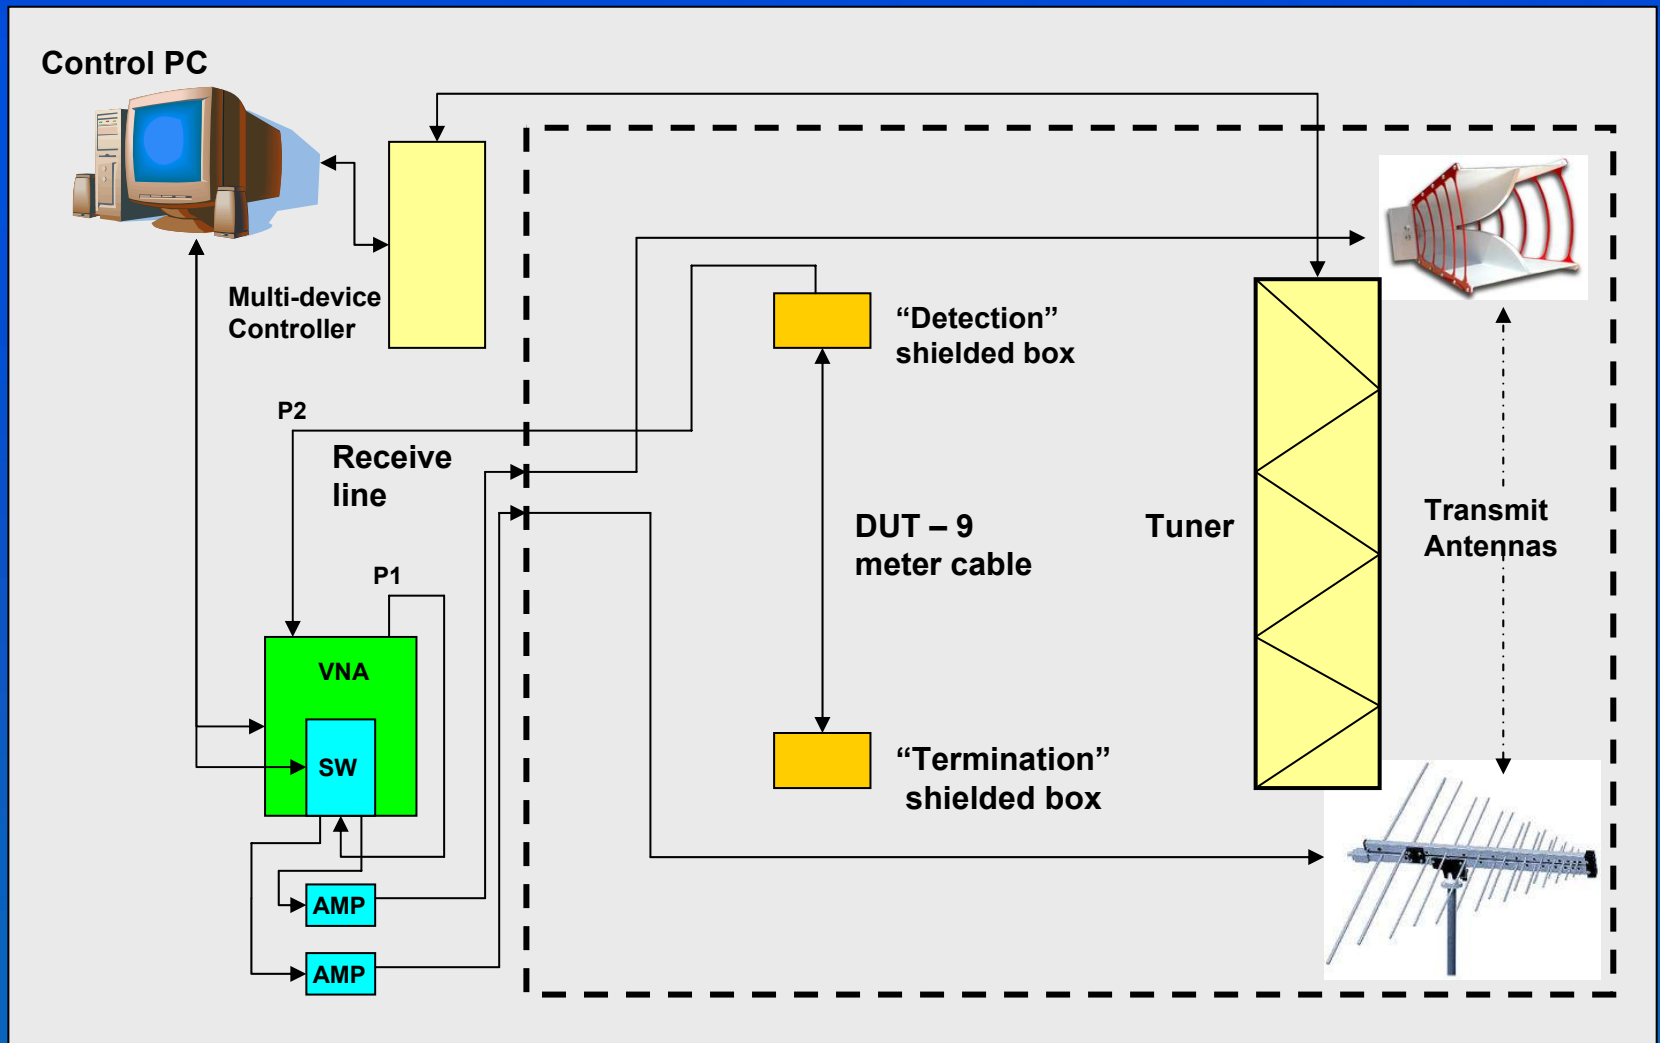 Control PC
Multi-device
Controller
“Detection”
shielded box
P2
Receive
line
DUT – 9
meter cable
Tuner
Transmit
Antennas
P1
VNA
SW
“Termination”
shielded box
AMP
AMP